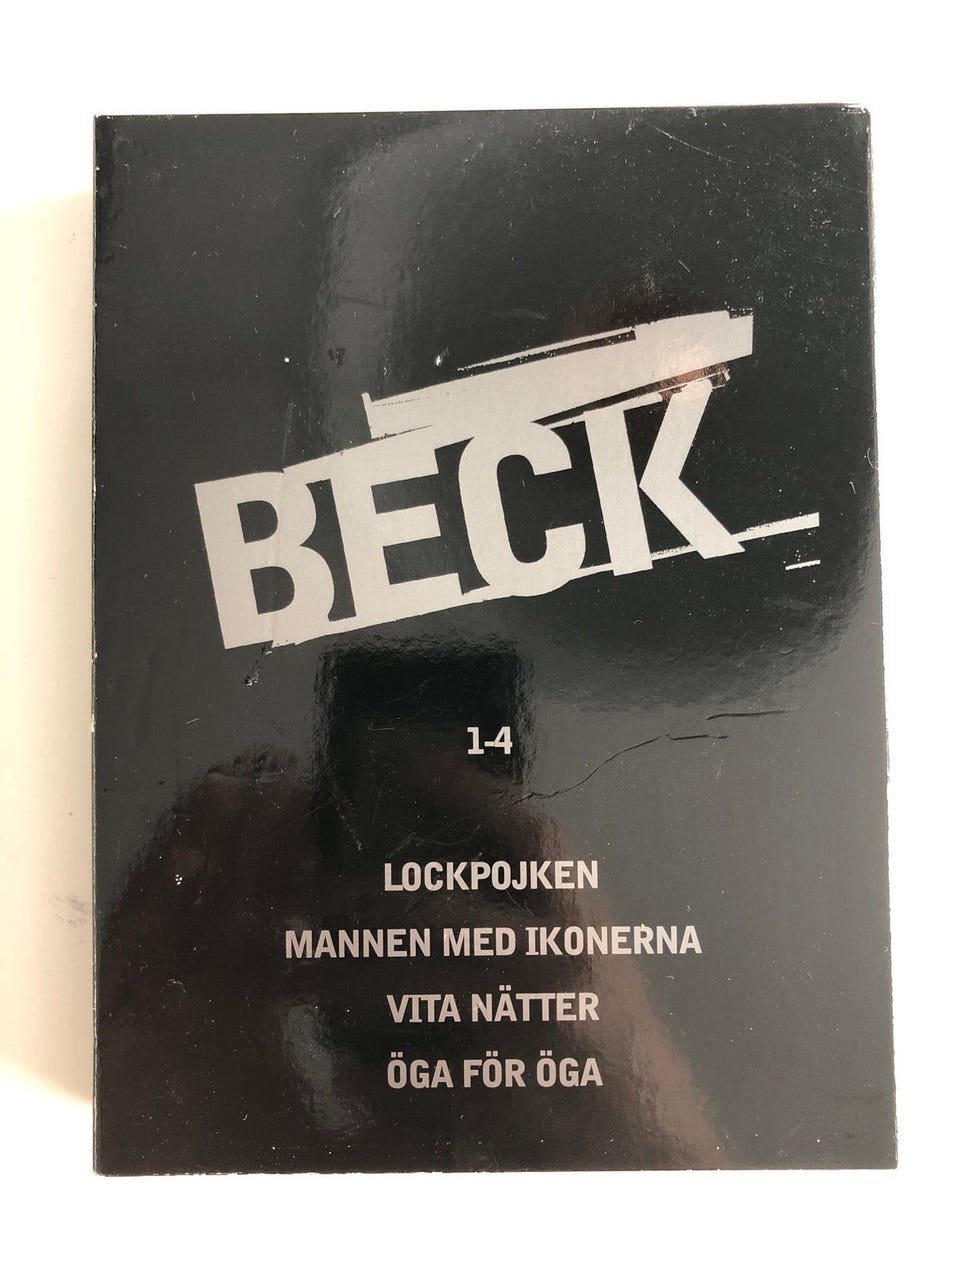 BECK
1-4
LOCKPOJKEN
MANNEN MED IKONERNA
VITA NÄTTER
ÖGA FÖR ÖGA